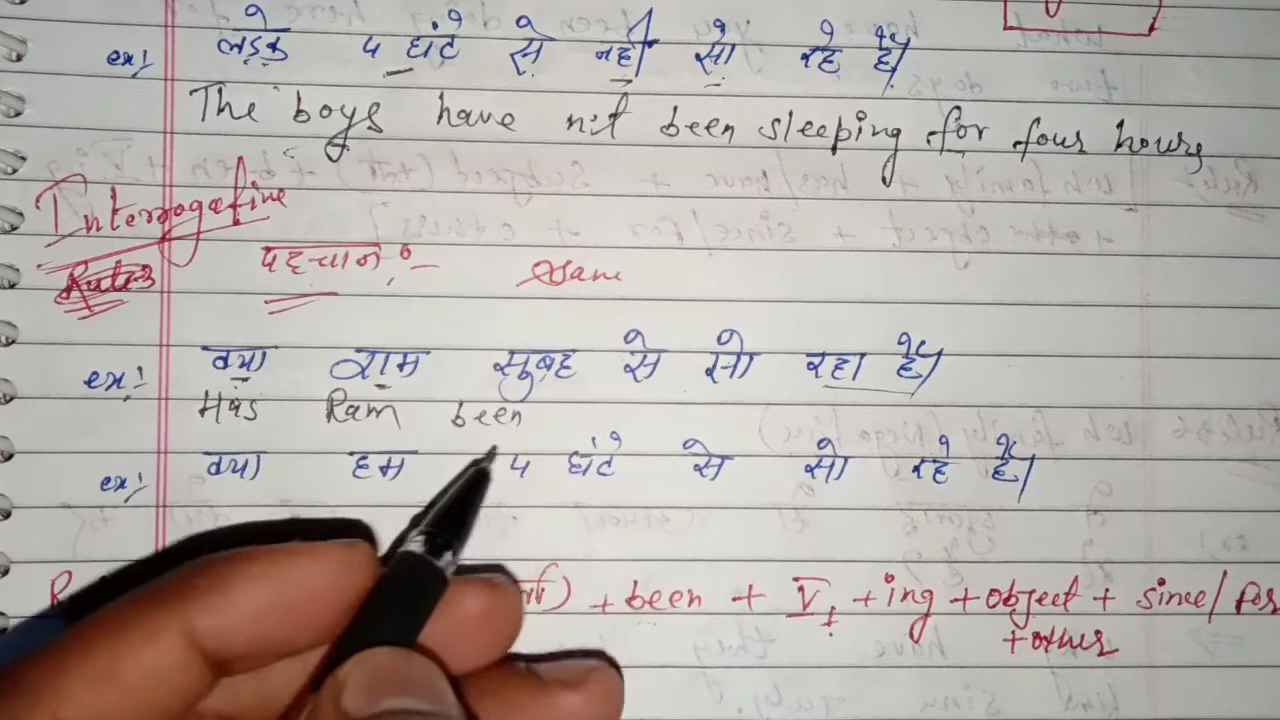 ex:- लड़के 4 घंटे से नहीं सो रहे हैं।
The boys have not been sleeping for four hours
Interrogative
Rules पहचान :- Same
ex:- क्या राम सुबह से सो रहा है।
Has Ram been
ex:- क्या हम 4 घंटे से सो रहे हैं।
+ been + V1 + ing + object + since/for
+ other